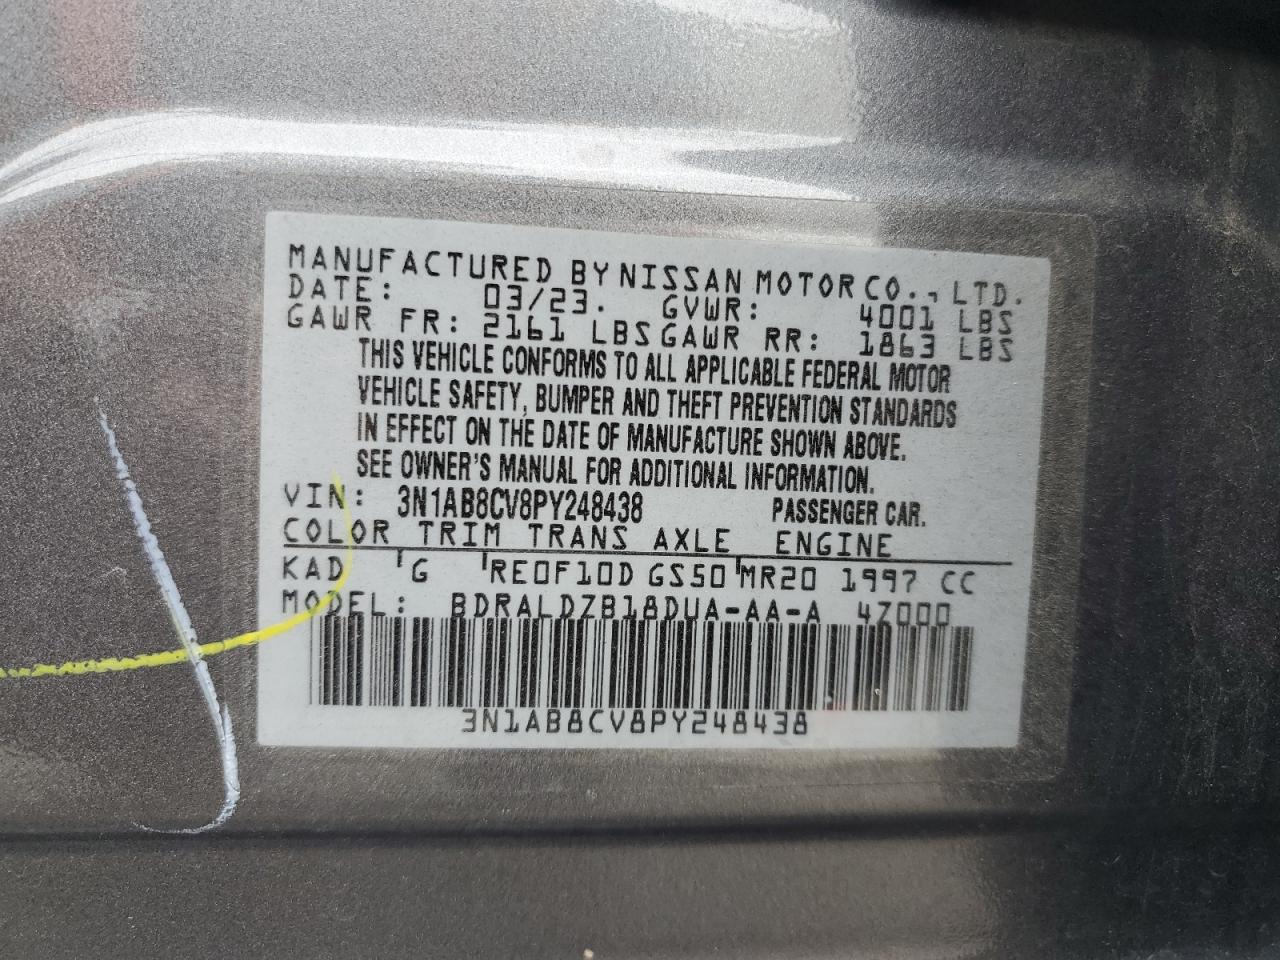 MANUFACTURED BY NISSAN MOTOR CO., LTD.
DATE: 03/23. GVWR: 4001 LBS
GAWR FR: 2161 LBS GAWR RR: 1863 LBS
THIS VEHICLE CONFORMS TO ALL APPLICABLE FEDERAL MOTOR
VEHICLE SAFETY, BUMPER AND THEFT PREVENTION STANDARDS
IN EFFECT ON THE DATE OF MANUFACTURE SHOWN ABOVE.
SEE OWNER'S MANUAL FOR ADDITIONAL INFORMATION.
VIN: 3N1AB8CV8PY248438 PASSENGER CAR.
COLOR TRIM TRANS AXLE ENGINE
KAD 'G 'RE0F10D GS50'MR20 1997 CC
MODEL: BDRALDZB18DUA-AA-A 4Z000
3N1AB8CV8PY248438